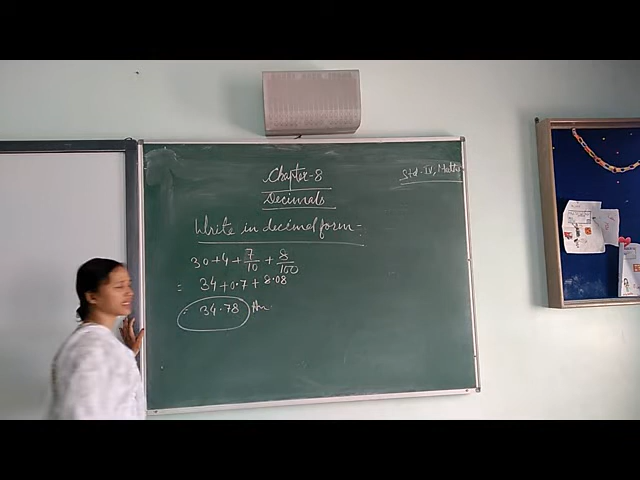 Chapter-8
Std. IV, Maths
Decimals
Write in decimal form :-
30+4+7/10+8/100
= 34+0.7+0.08
= 34.78 Ans